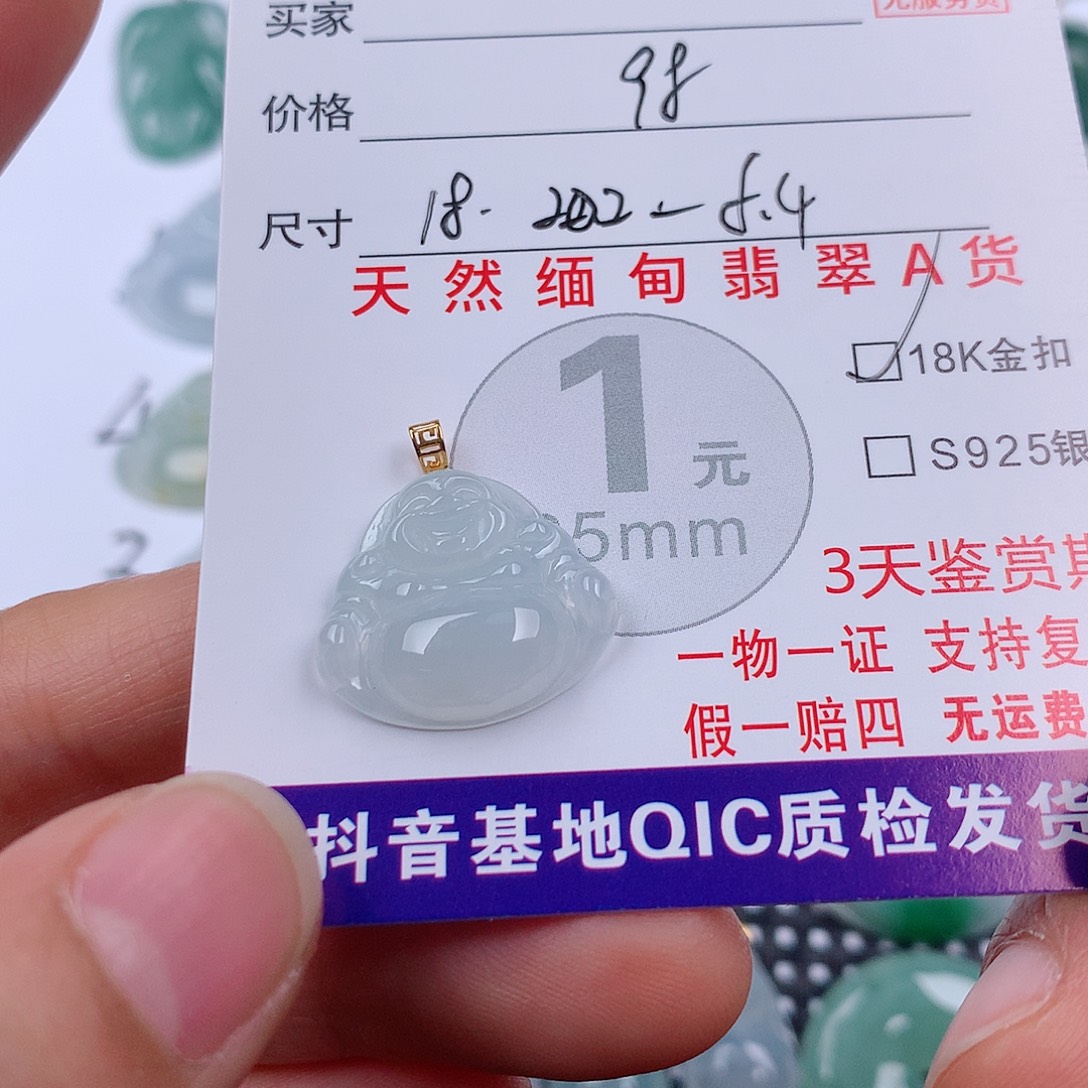 买家
价格 98
尺寸 18-202-8.4
天然缅甸翡翠A货
1元
5mm
18K金扣
S925银
3天鉴赏期
一物一证 支持复
假一赔四 无运费
抖音基地QIC质检发货